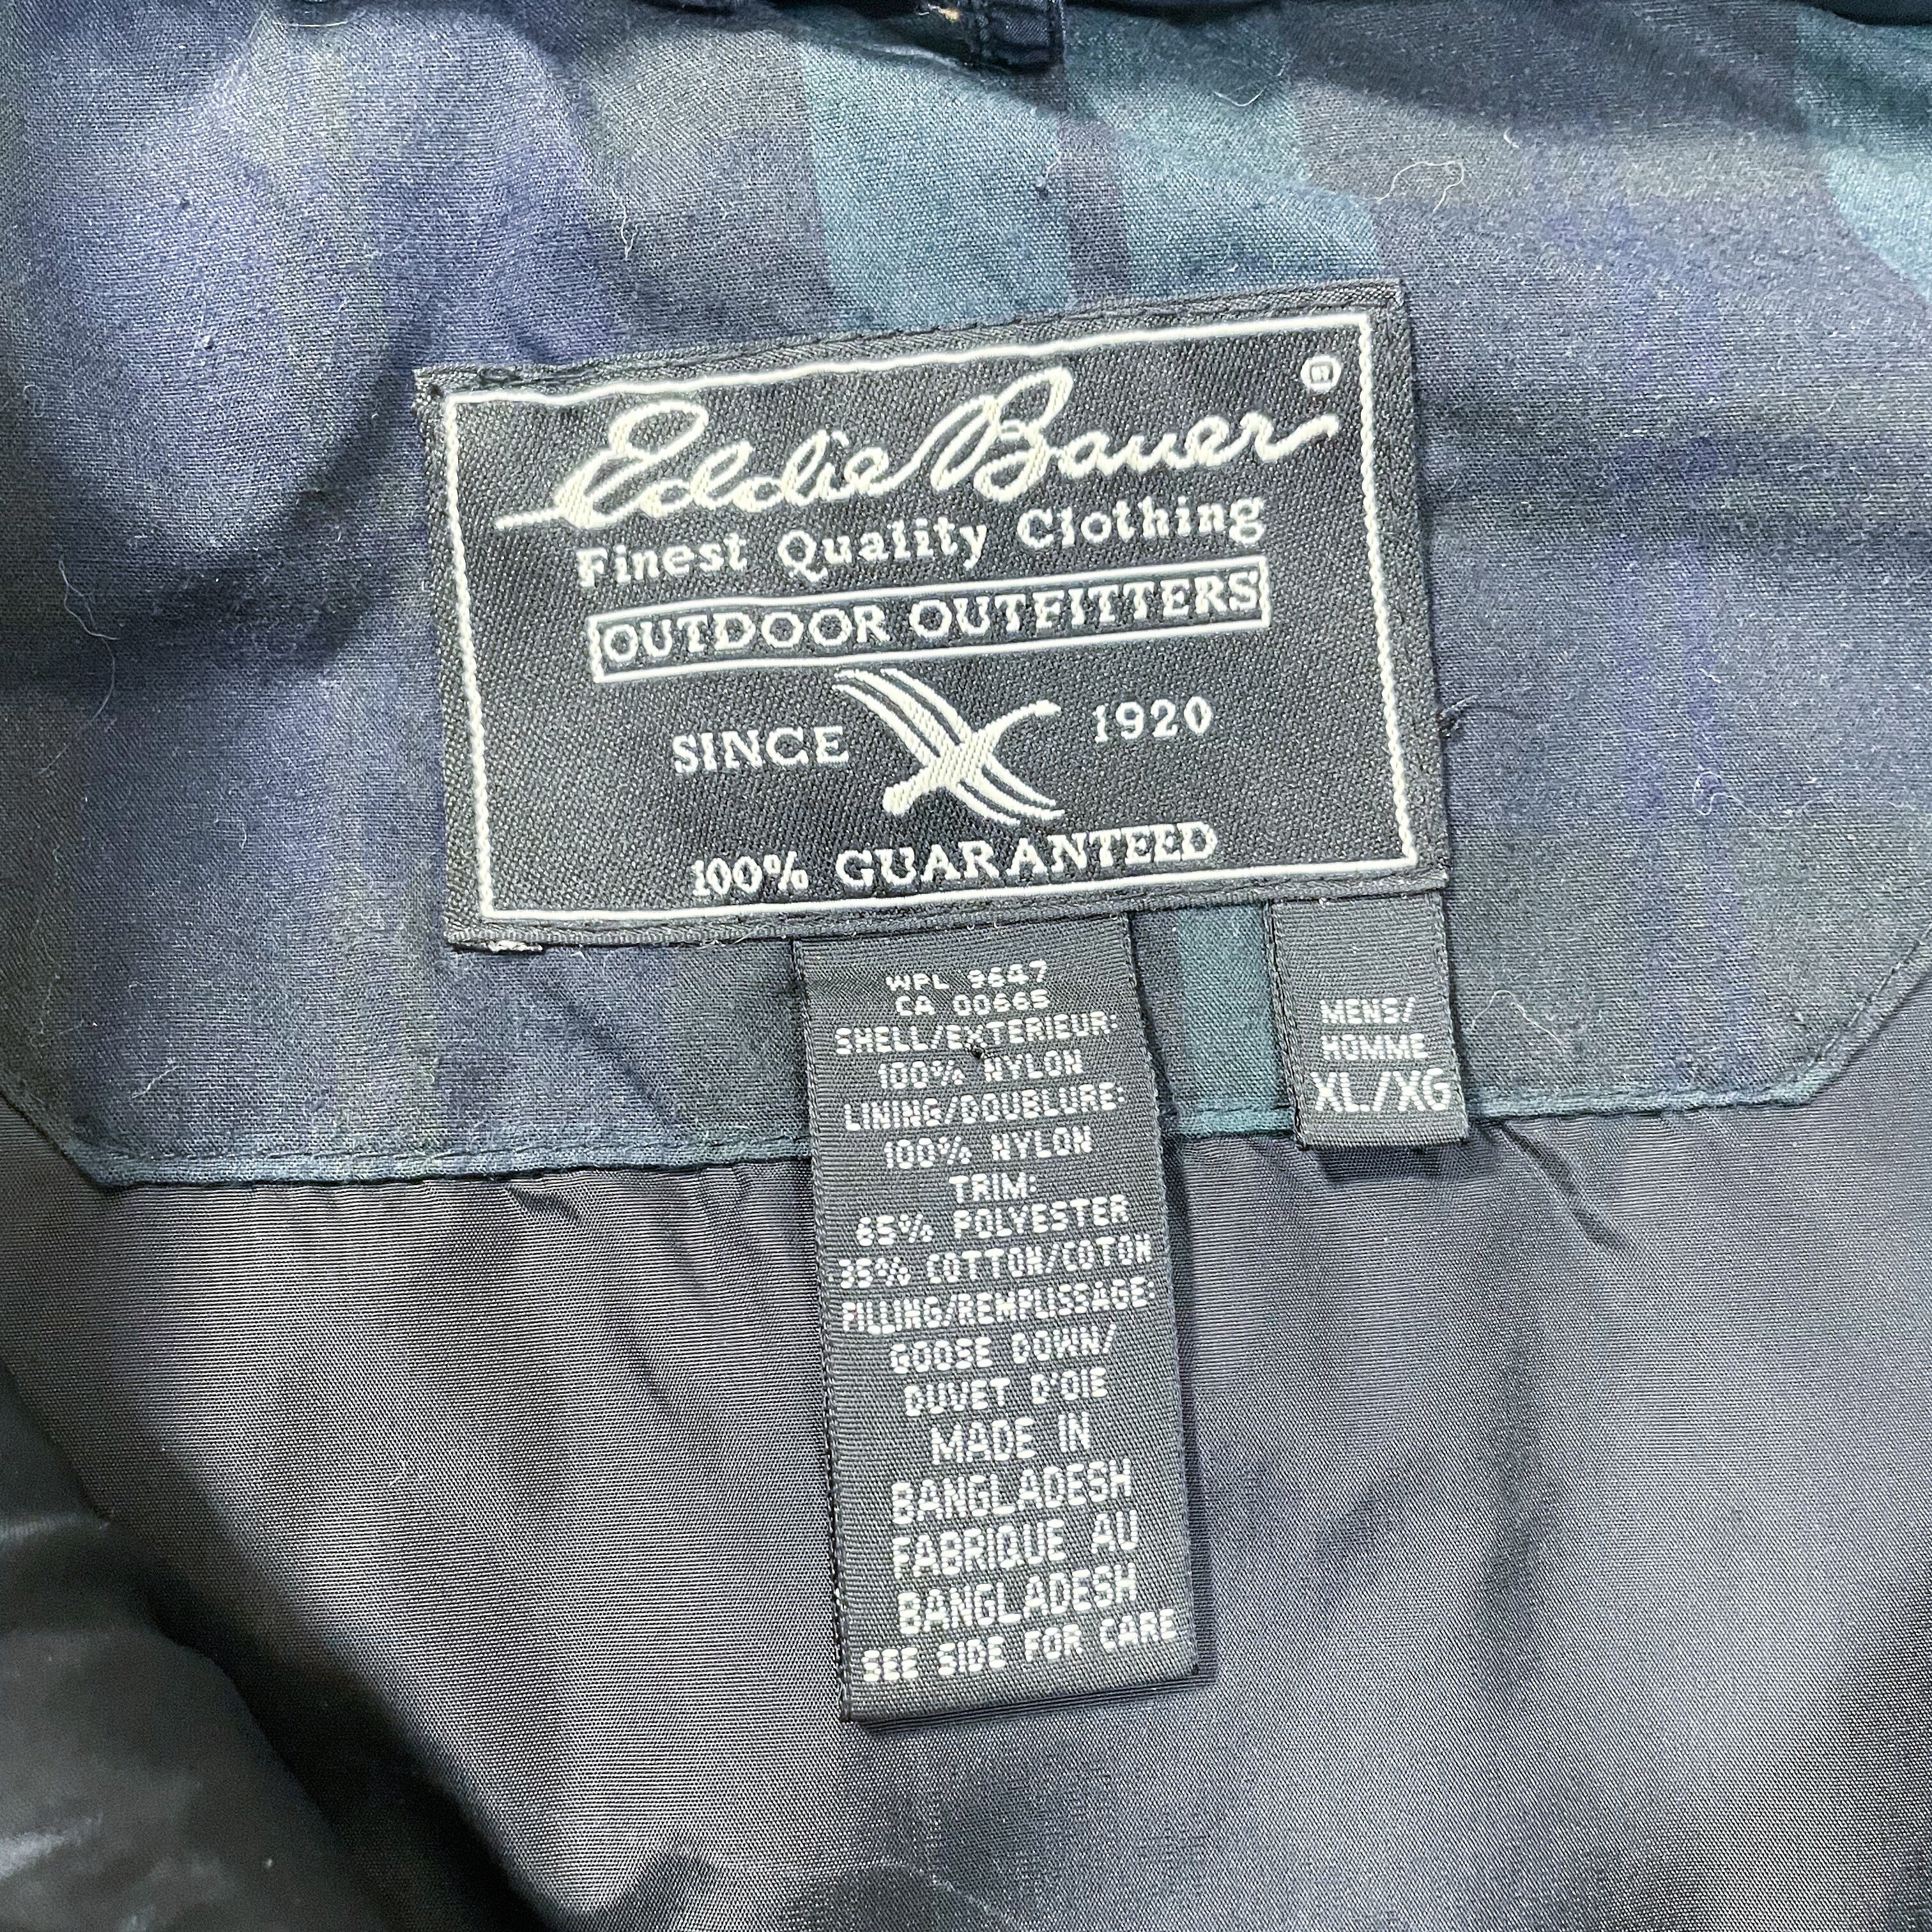 Eddie Bauer ®
Finest Quality Clothing
OUTDOOR OUTFITTERS
SINCE 1920
100% GUARANTEED
WPL 9647
CA 00665
SHELL/EXTERIEUR:
100% NYLON
LINING/DOUBLURE:
100% NYLON
TRIM:
65% POLYESTER
35% COTTON/COTON
FILLING/REMPLISSAGE:
GOOSE DOWN/
DUVET D'OIE
MADE IN
BANGLADESH
FABRIQUE AU
BANGLADESH
SEE SIDE FOR CARE
MENS/
HOMME
XL/XG